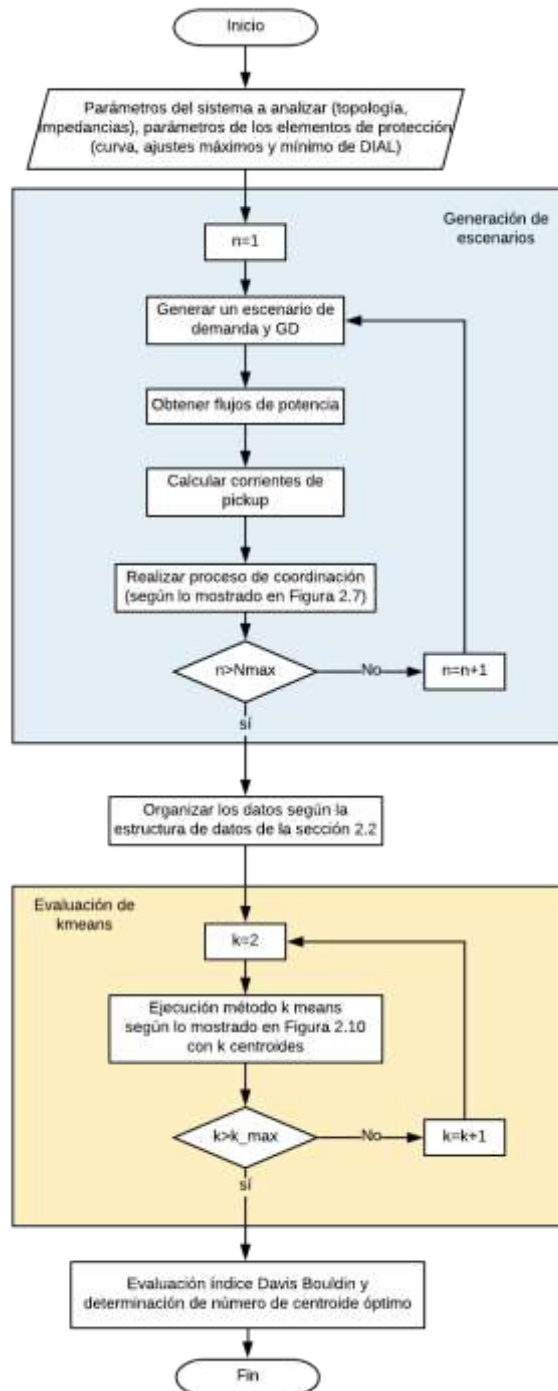 Inicio
Parámetros del sistema a analizar (topología,
impedancias), parámetros de los elementos de protección
(curva, ajustes máximos y mínimo de DIAL)
Generación de
escenarios
n=1
Generar un escenario de
demanda y GD
Obtener flujos de potencia
Calcular corrientes de
pickup
Realizar proceso de coordinación
(según lo mostrado en Figura 2.7)
n>Nmax
No
n=n+1
sí
Organizar los datos según la
estructura de datos de la sección 2.2
Evaluación de
kmeans
k=2
Ejecución método k means
según lo mostrado en Figura 2.10
con k centroides
k>k_max
No
k=k+1
sí
Evaluación índice Davis Bouldin y
determinación de número de centroide óptimo
Fin